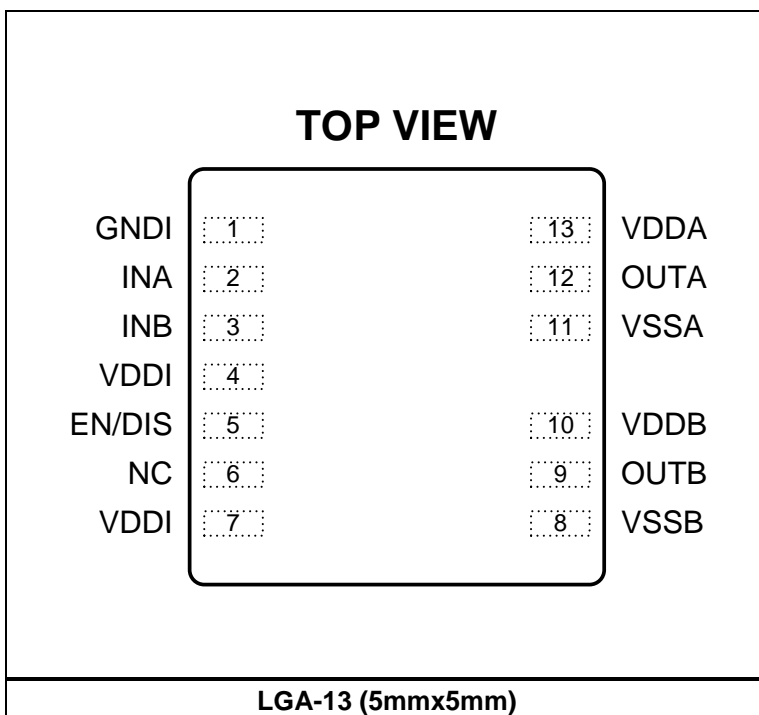 TOP VIEW
GNDI 1 13 VDDA
INA 2 12 OUTA
INB 3 11 VSSA
VDDI 4
EN/DIS 5 10 VDDB
NC 6 9 OUTB
VDDI 7 8 VSSB
LGA-13 (5mmx5mm)